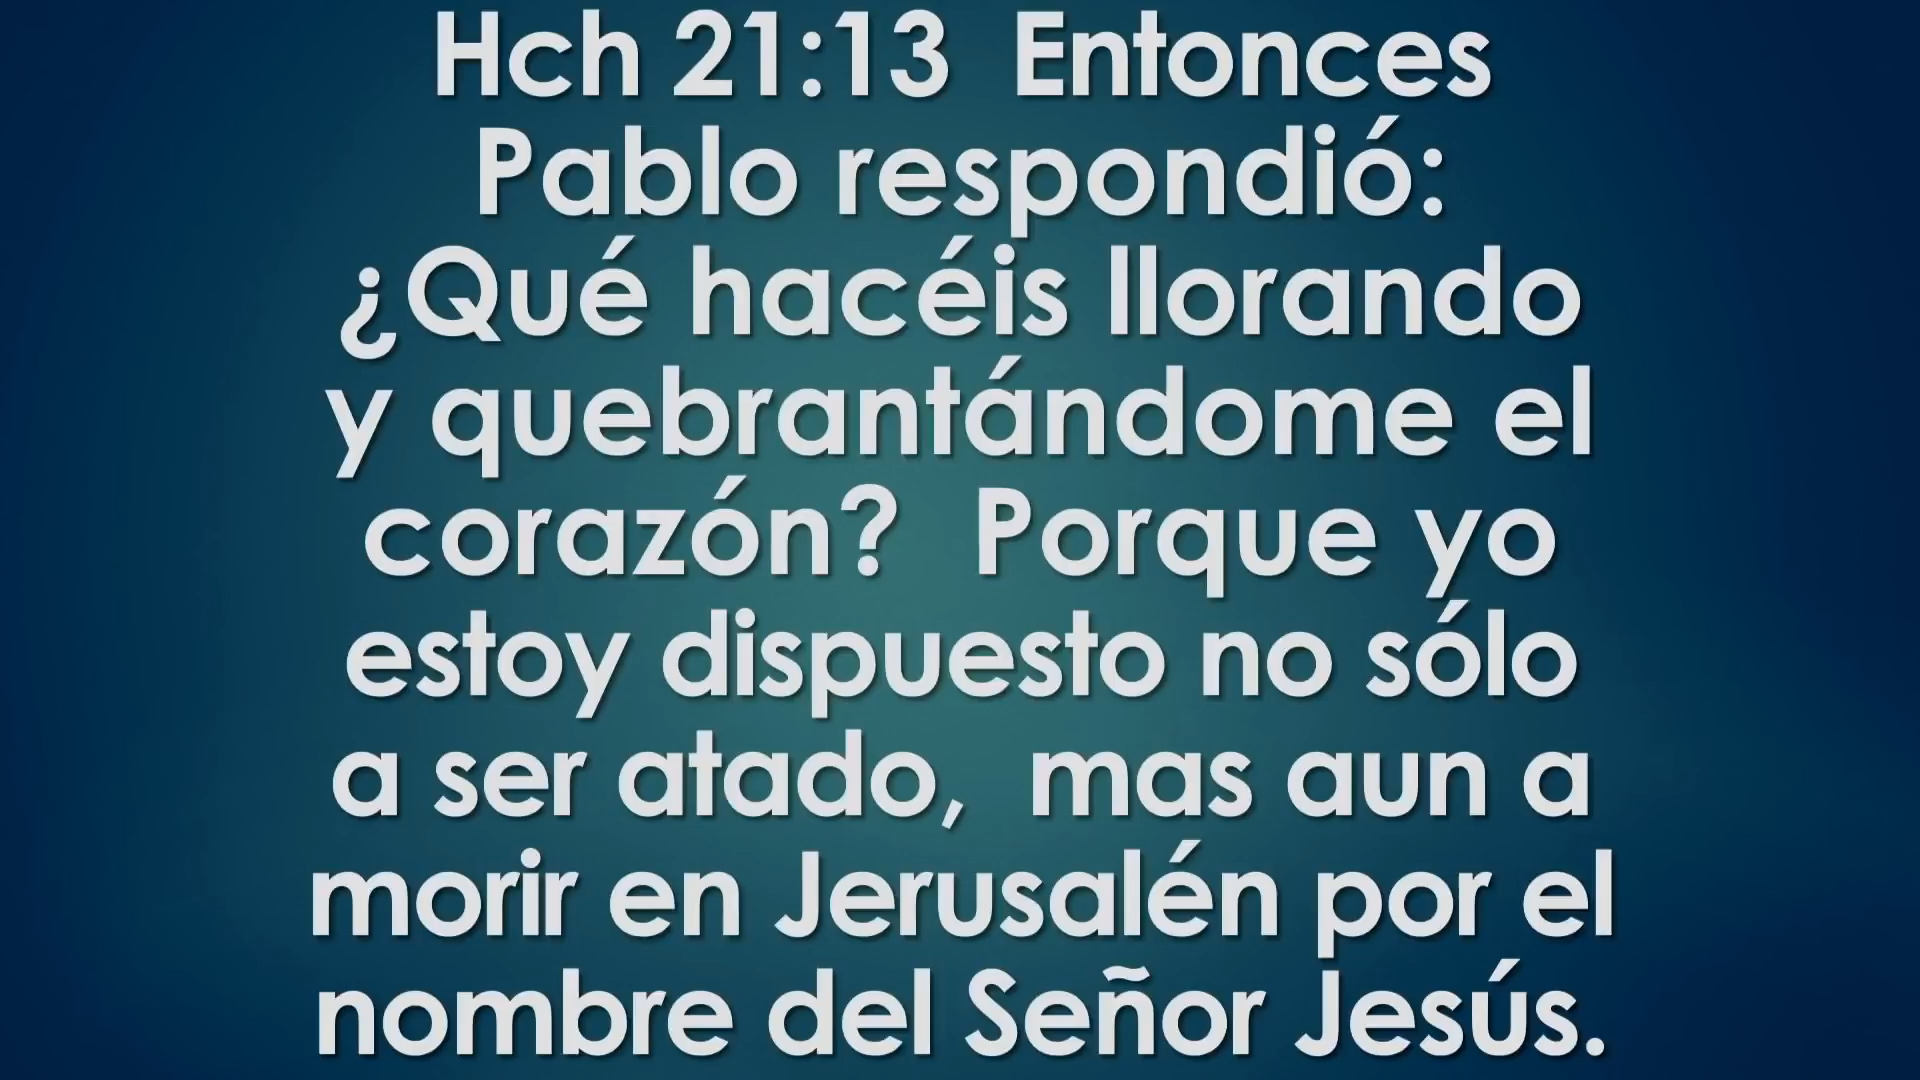 Hch 21:13  Entonces
Pablo respondió:
¿Qué hacéis llorando
y quebrantándome el
corazón?  Porque yo
estoy dispuesto no sólo
a ser atado,  mas aun a
morir en Jerusalén por el
nombre del Señor Jesús.